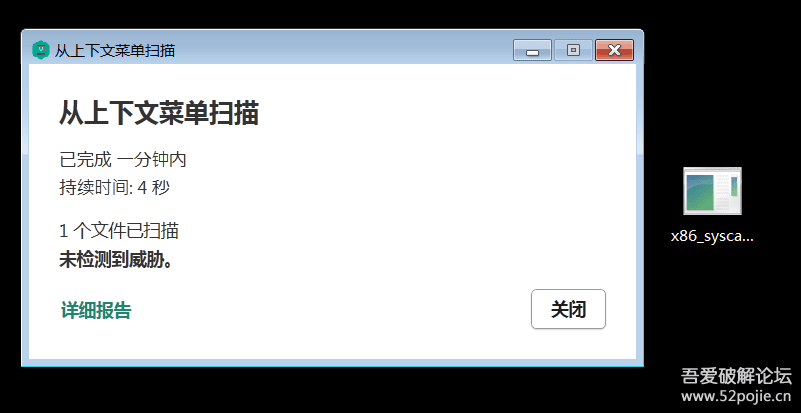 从上下文菜单扫描
从上下文菜单扫描
已完成 一分钟内
持续时间: 4 秒
1 个文件已扫描
未检测到威胁。
详细报告
关闭
x86_sysca...
吾爱破解论坛
www.52pojie.cn